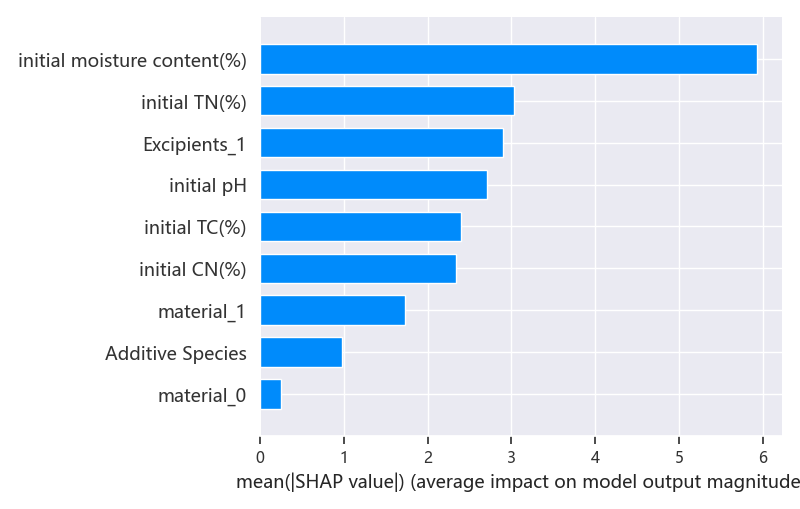 initial moisture content(%)
initial TN(%)
Excipients_1
initial pH
initial TC(%)
initial CN(%)
material_1
Additive Species
material_0
0 1 2 3 4 5 6
mean(|SHAP value|) (average impact on model output magnitude